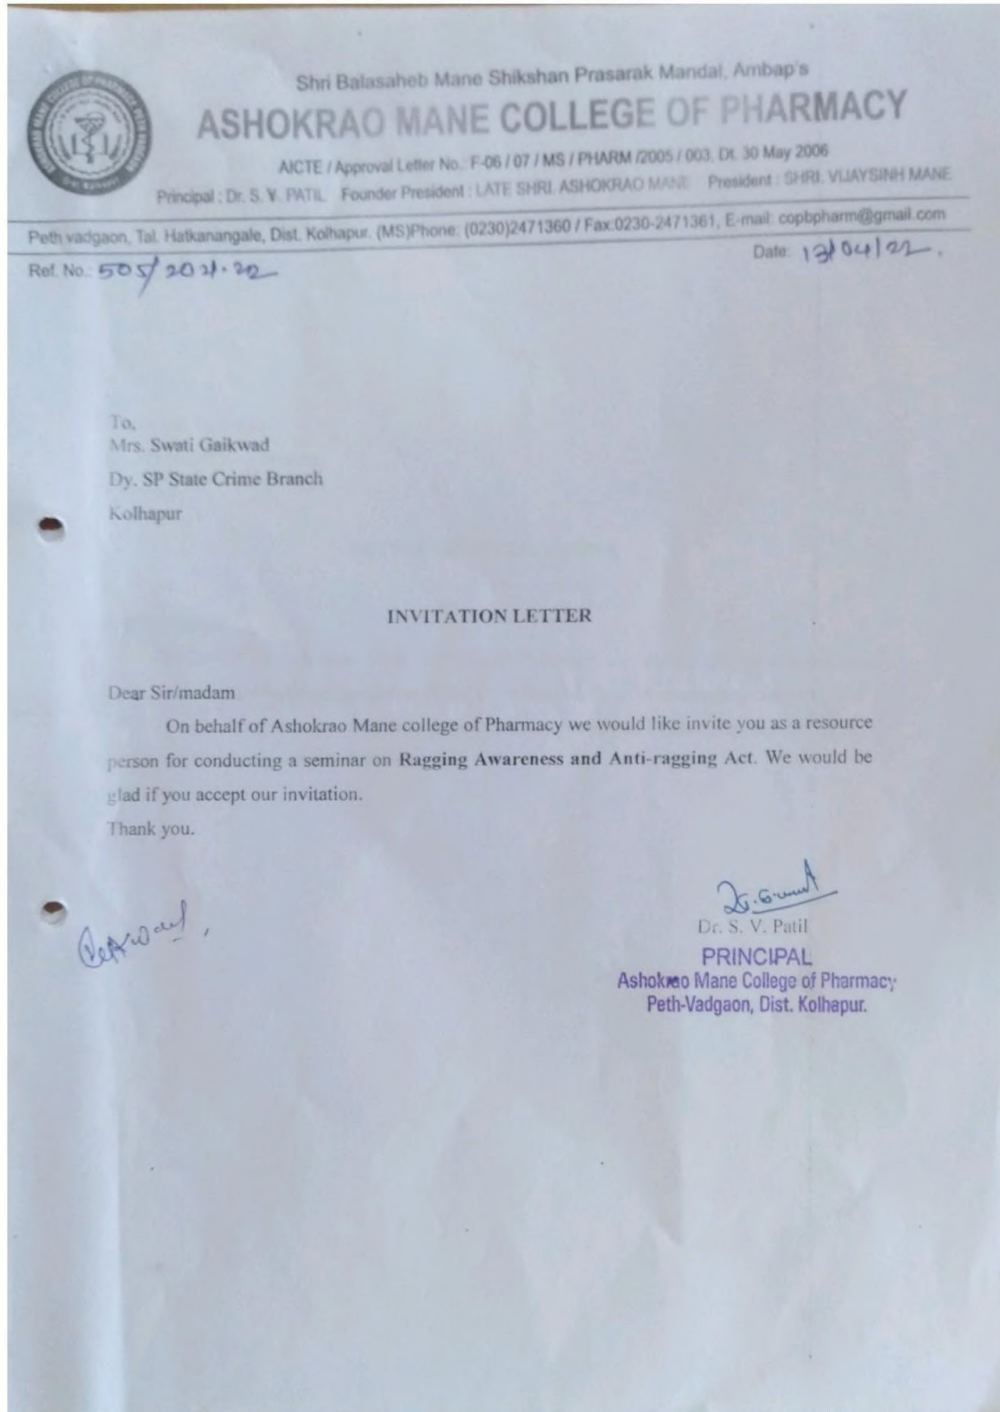 Shri Balasaheb Mane Shikshan Prasarak Mandal, Ambap's
ASHOKRAO MANE COLLEGE OF PHARMACY
AICTE / Approval Letter No. F-06 / 07 / MS / PHARM /2005 / 003, Dt. 30 May 2006
Principal : Dr. S. V. PATIL Founder President : LATE SHRI. ASHOKRAO MANE President : SHRI. VIJAYSINH MANE
Peth vadgaon, Tal. Hatkanangale, Dist. Kolhapur. (MS)Phone: (0230)2471360 / Fax:0230-2471361, E-mail: copbpharm@gmail.com
Ref. No.: 505/2021-22
Date: 13/04/22.
To,
Mrs. Swati Gaikwad
Dy. SP State Crime Branch
Kolhapur
INVITATION LETTER
Dear Sir/madam
On behalf of Ashokrao Mane college of Pharmacy we would like invite you as a resource
person for conducting a seminar on Ragging Awareness and Anti-ragging Act. We would be
glad if you accept our invitation.
Thank you.
Dr. S. V. Patil
PRINCIPAL
Ashokrao Mane College of Pharmacy
Peth-Vadgaon, Dist. Kolhapur.